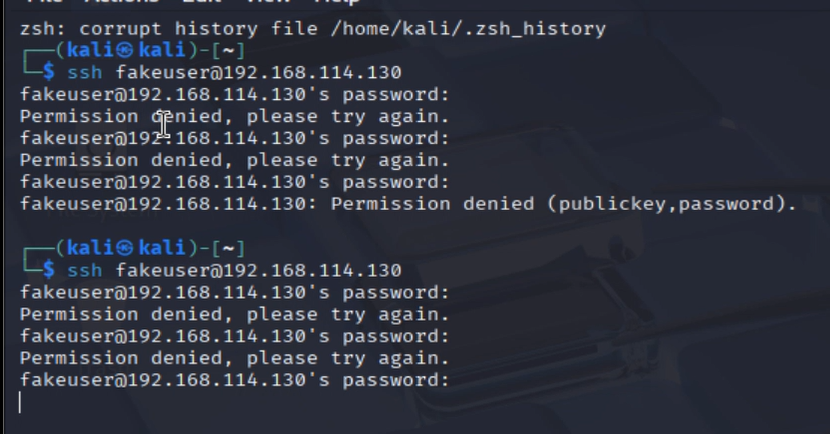 zsh: corrupt history file /home/kali/.zsh_history
┌──(kali㉿kali)-[~]
└─$ ssh fakeuser@192.168.114.130
fakeuser@192.168.114.130's password:
Permission denied, please try again.
fakeuser@192.168.114.130's password:
Permission denied, please try again.
fakeuser@192.168.114.130's password:
fakeuser@192.168.114.130: Permission denied (publickey,password).
┌──(kali㉿kali)-[~]
└─$ ssh fakeuser@192.168.114.130
fakeuser@192.168.114.130's password:
Permission denied, please try again.
fakeuser@192.168.114.130's password:
Permission denied, please try again.
fakeuser@192.168.114.130's password: